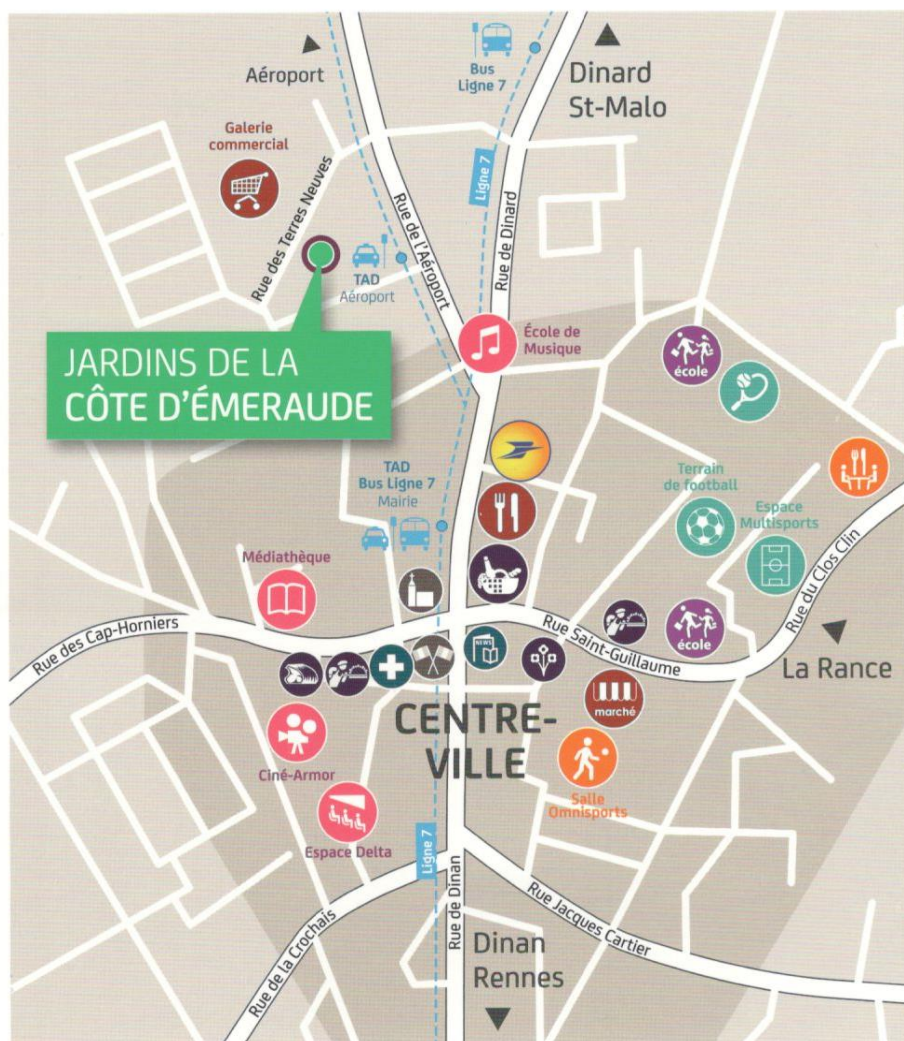 Aéroport
Bus
Ligne 7
Dinard
St-Malo
Galerie
commercial
Rue des Terres Neuves
Ligne 7
Rue de l'Aéroport
Rue de Dinard
TAD
Aéroport
JARDINS DE LA
CÔTE D'ÉMERAUDE
École de
Musique
école
TAD
Bus Ligne 7
Mairie
Terrain
de football
Espace
Multisports
Médiathèque
Rue du Clos Clin
Rue des Cap-Horniers
NEWS
Rue Saint-Guillaume
école
La Rance
marché
CENTRE-
VILLE
Ciné-Armor
Salle
Omnisports
Espace Delta
Ligne 7
Rue de Dinan
Rue de la Crochais
Rue Jacques Cartier
Dinan
Rennes